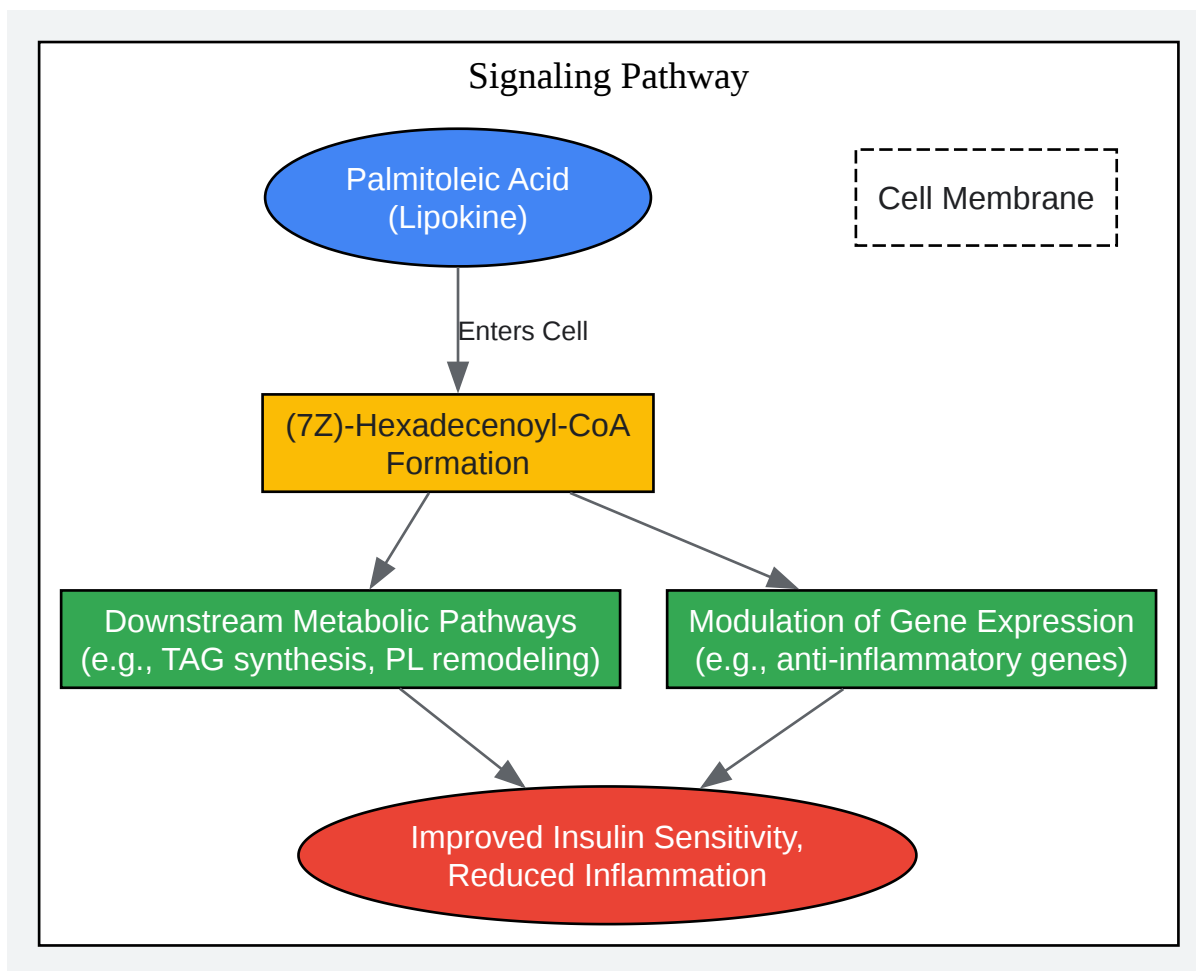 Signaling Pathway
Palmitoleic Acid
(Lipokine)
Cell Membrane
Enters Cell
(7Z)-Hexadecenoyl-CoA
Formation
Downstream Metabolic Pathways
(e.g., TAG synthesis, PL remodeling)
Modulation of Gene Expression
(e.g., anti-inflammatory genes)
Improved Insulin Sensitivity,
Reduced Inflammation